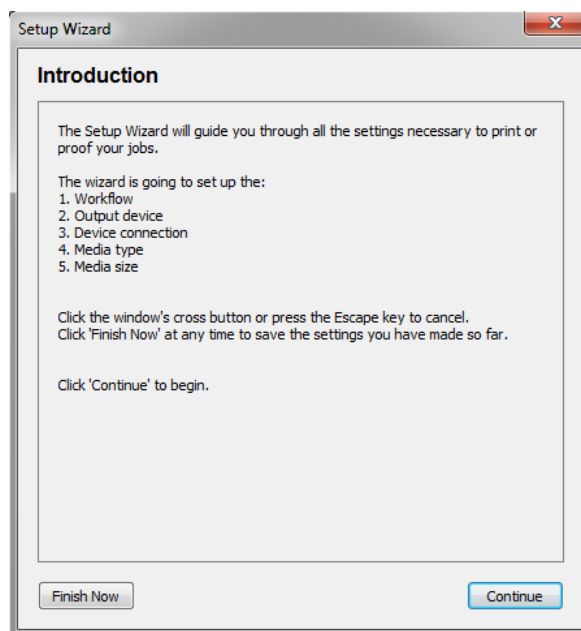 Setup Wizard
Introduction
The Setup Wizard will guide you through all the settings necessary to print or
proof your jobs.
The wizard is going to set up the:
1. Workflow
2. Output device
3. Device connection
4. Media type
5. Media size
Click the window's cross button or press the Escape key to cancel.
Click 'Finish Now' at any time to save the settings you have made so far.
Click 'Continue' to begin.
Finish Now
Continue